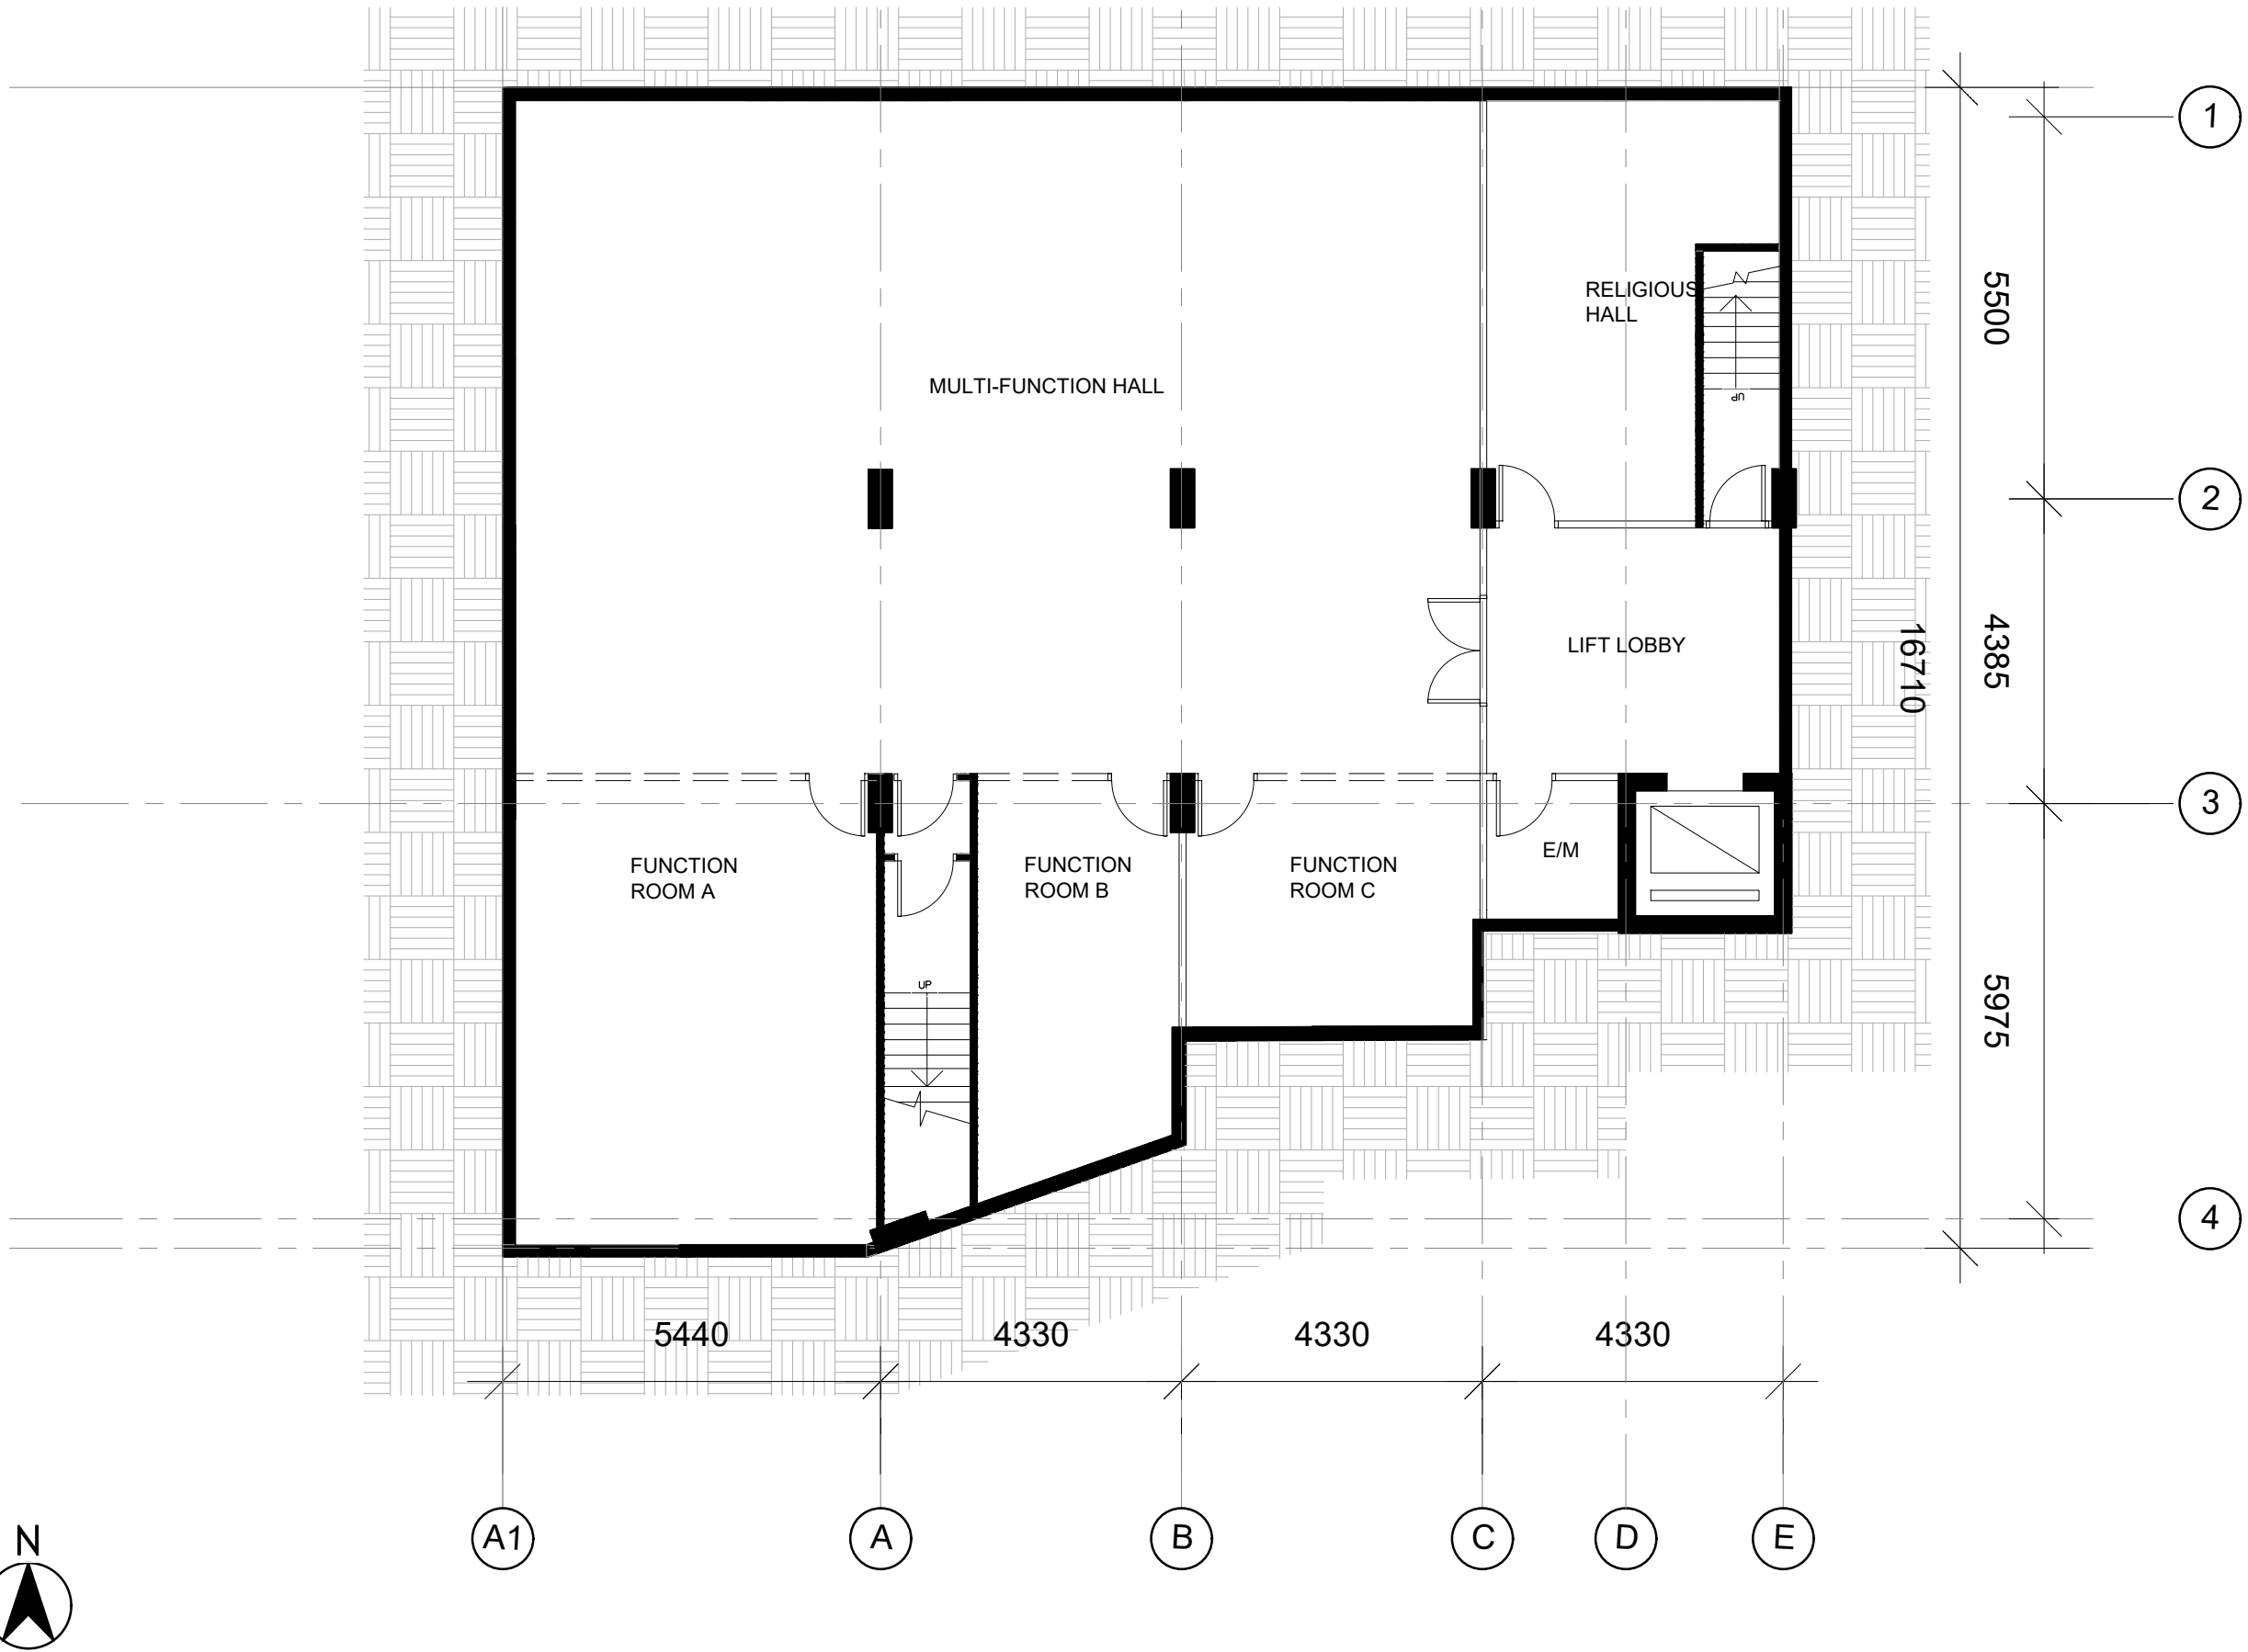 1
RELIGIOUS
HALL
5500
MULTI-FUNCTION HALL
UP
2
LIFT LOBBY
4385
16710
3
FUNCTION
ROOM A
FUNCTION
ROOM B
FUNCTION
ROOM C
E/M
UP
5975
4
5440
4330
4330
4330
A1
A
B
C
D
E
N